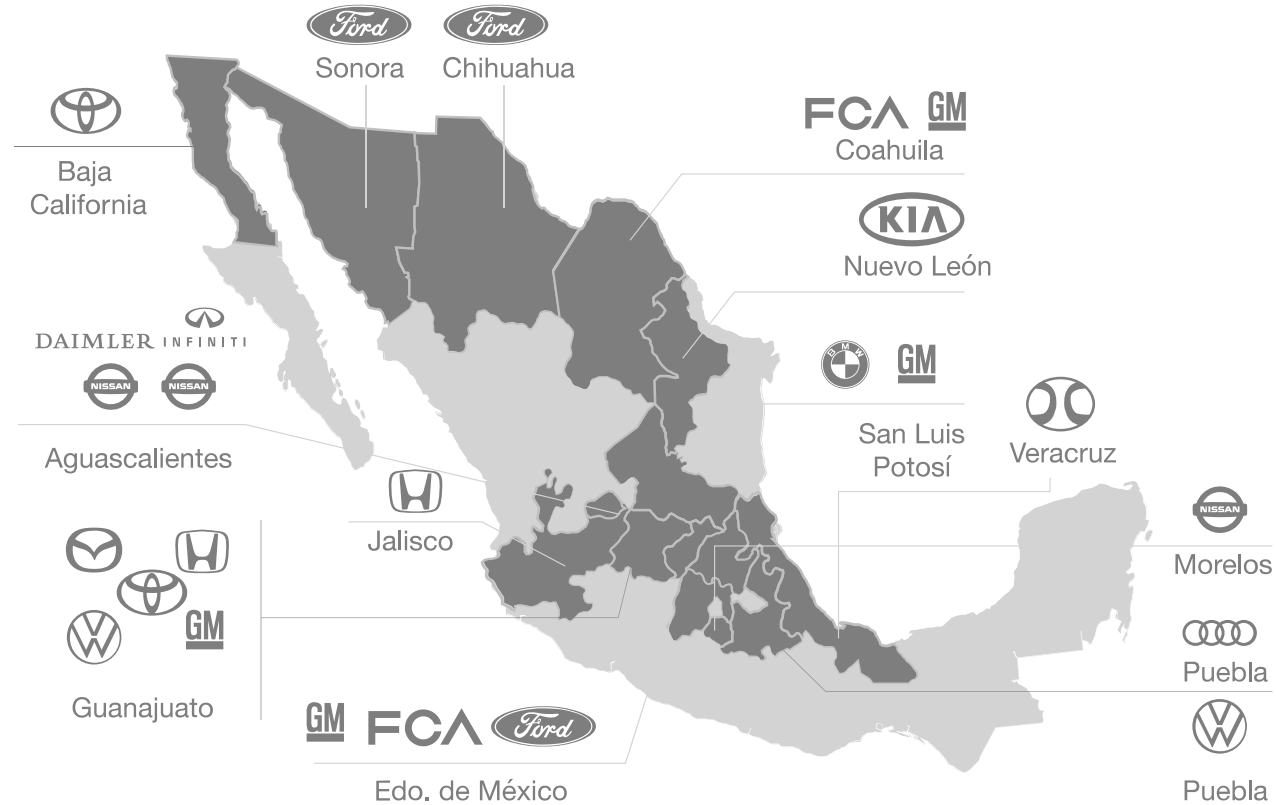 Ford
Ford
Sonora
Chihuahua
FCA GM
Coahuila
Baja
California
KIA
Nuevo León
DAIMLER INFINITI
NISSAN
NISSAN
Aguascalientes
BMW
GM
San Luis
Potosí
Veracruz
Jalisco
NISSAN
Morelos
GM
Guanajuato
Puebla
GM FCA Ford
Edo. de México
Puebla